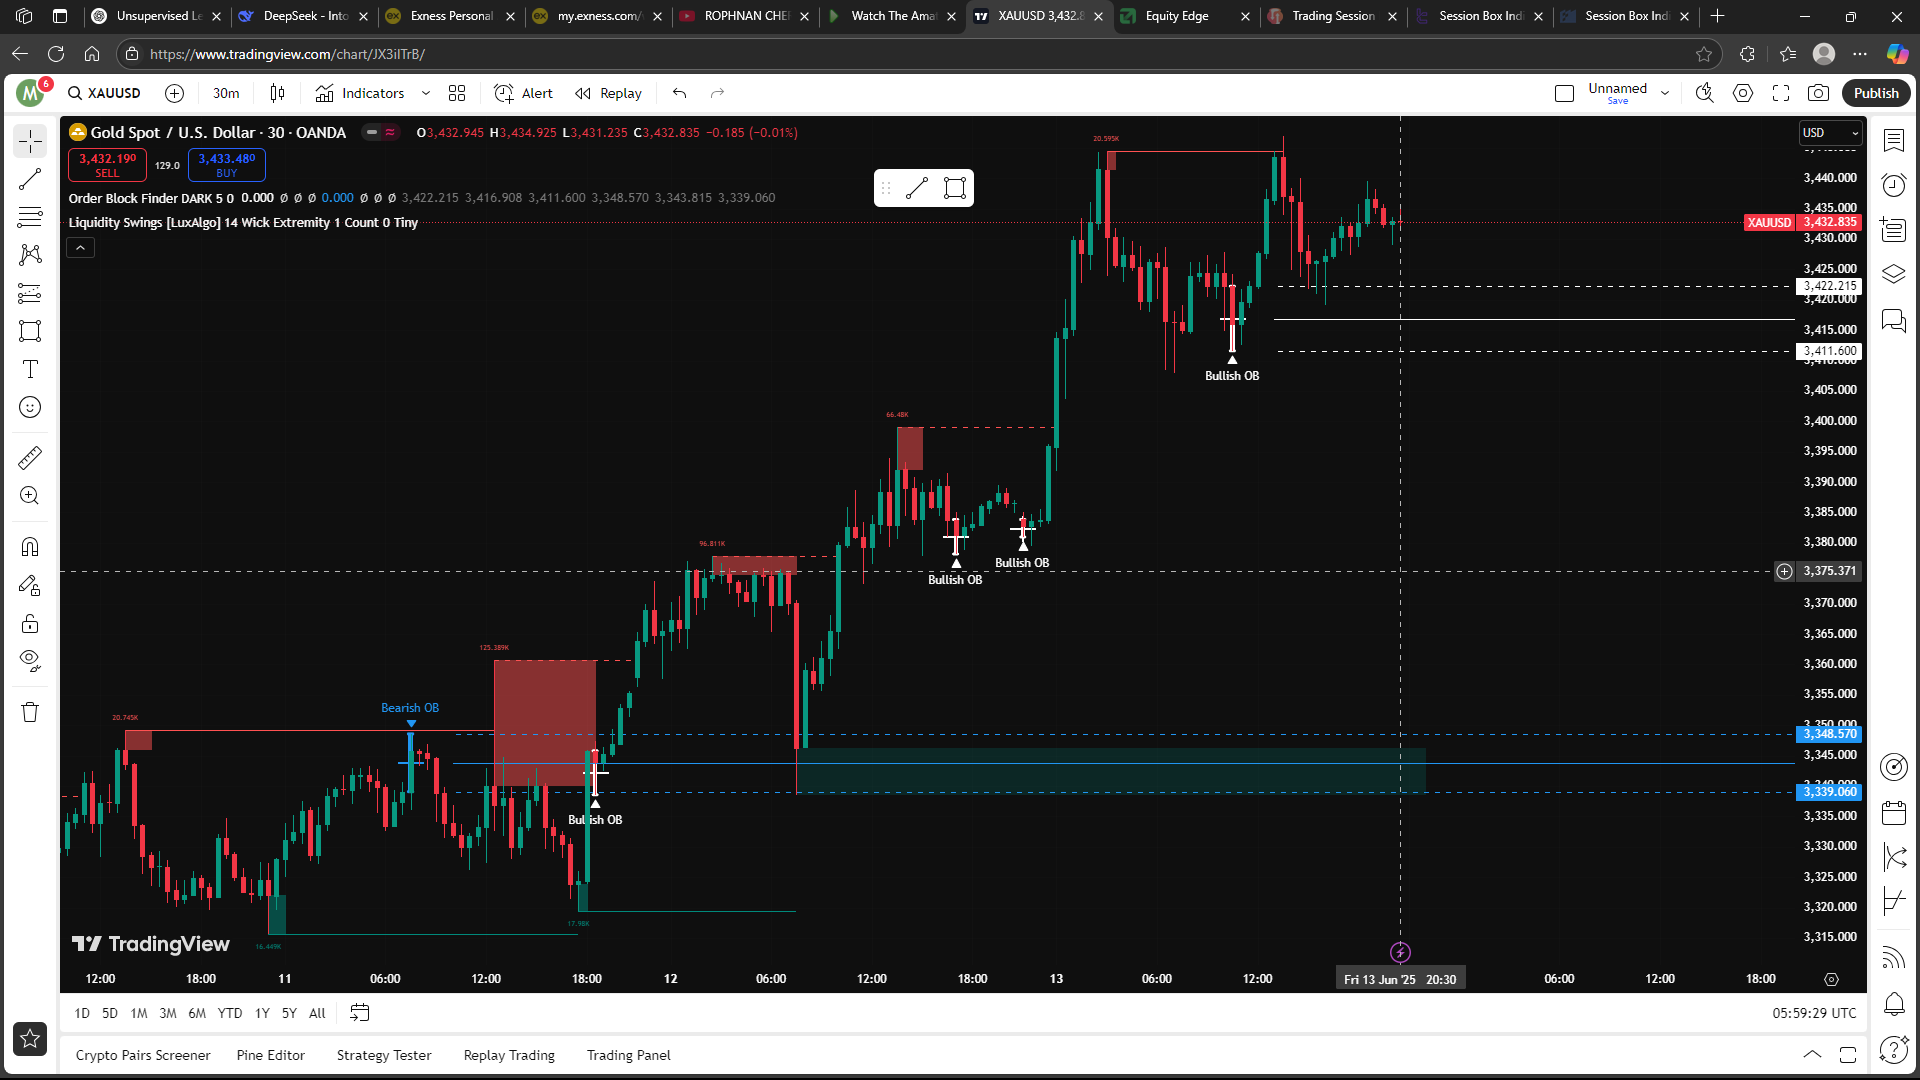 Unsupervised Le
DeepSeek - Into
Exness Personal
my.exness.com/
ROPHNAN CHER
Watch The Amaz
XAUUSD 3,432.8
Equity Edge
Trading Session
Session Box Indi
Session Box Indi
https://www.tradingview.com/chart/JX3ilTrB/
M 6
XAUUSD
30m
Indicators
Alert
Replay
Unnamed
Save
Publish
Gold Spot / U.S. Dollar · 30 · OANDA
O3,432.945 H3,434.925 L3,431.235 C3,432.835 −0.185 (−0.01%)
USD
3,432.190
SELL
129.0
3,433.480
BUY
Order Block Finder DARK 5 0 0.000 ∅ ∅ ∅ 0.000 ∅ ∅ ∅ 3,422.215 3,416.908 3,411.600 3,348.570 3,343.815 3,339.060
Liquidity Swings [LuxAlgo] 14 Wick Extremity 1 Count 0 Tiny
20.595K
3,440.000
3,435.000
XAUUSD 3,432.835
3,430.000
3,425.000
3,422.215
3,420.000
3,415.000
3,411.600
3,405.000
Bullish OB
66.48K
3,400.000
3,395.000
3,390.000
3,385.000
3,380.000
96.811K
Bullish OB
Bullish OB
3,375.371
3,370.000
3,365.000
125.389K
3,360.000
3,355.000
Bearish OB
20.745K
3,348.570
3,345.000
3,339.060
3,335.000
Bullish OB
3,330.000
3,325.000
3,320.000
17.98K
3,315.000
16.449K
TradingView
12:00
18:00
11
06:00
12:00
18:00
12
06:00
12:00
18:00
13
06:00
12:00
Fri 13 Jun '25 20:30
06:00
12:00
18:00
1D
5D
1M
3M
6M
YTD
1Y
5Y
All
05:59:29 UTC
Crypto Pairs Screener
Pine Editor
Strategy Tester
Replay Trading
Trading Panel